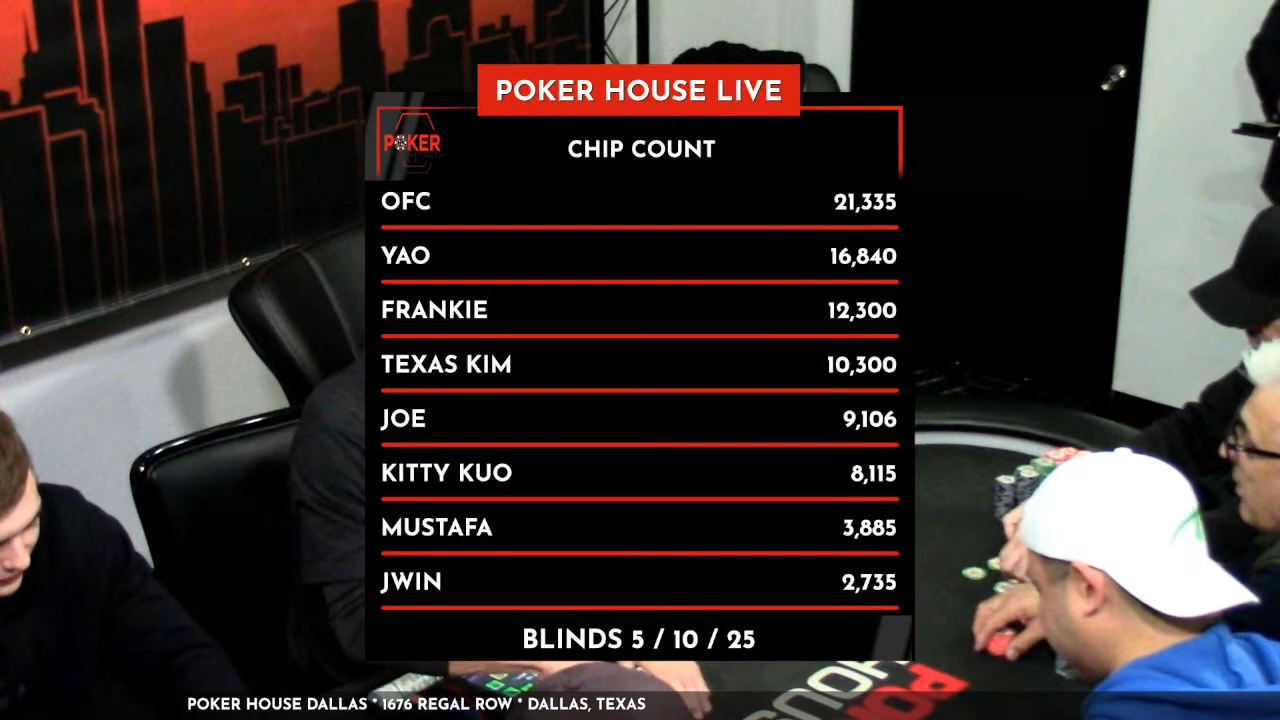 POKER HOUSE LIVE
POKER
CHIP COUNT
OFC 21,335
YAO 16,840
FRANKIE 12,300
TEXAS KIM 10,300
JOE 9,106
KITTY KUO 8,115
MUSTAFA 3,885
JWIN 2,735
BLINDS 5 / 10 / 25
POKER HOUSE DALLAS * 1676 REGAL ROW * DALLAS, TEXAS